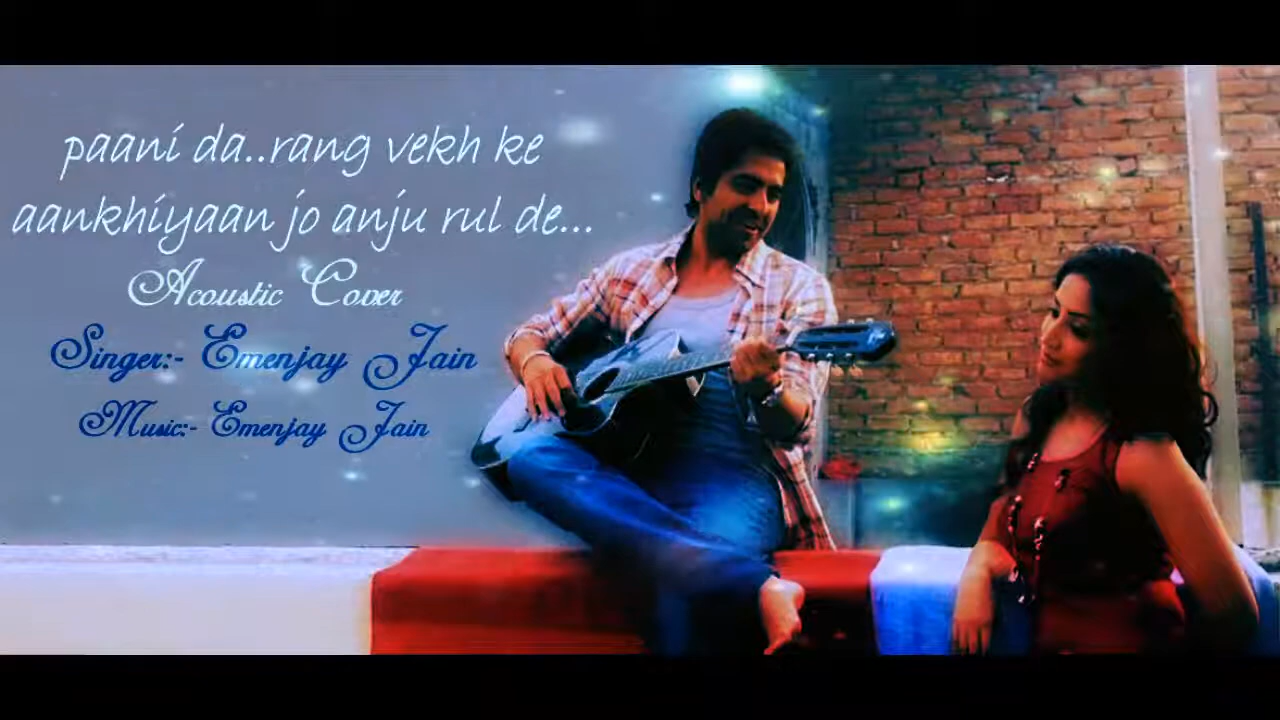 paani da..rang vekh ke
aankhiyaan jo anju rul de...
Acoustic Cover
Singer:- Emenjay Jain
Music:- Emenjay Jain